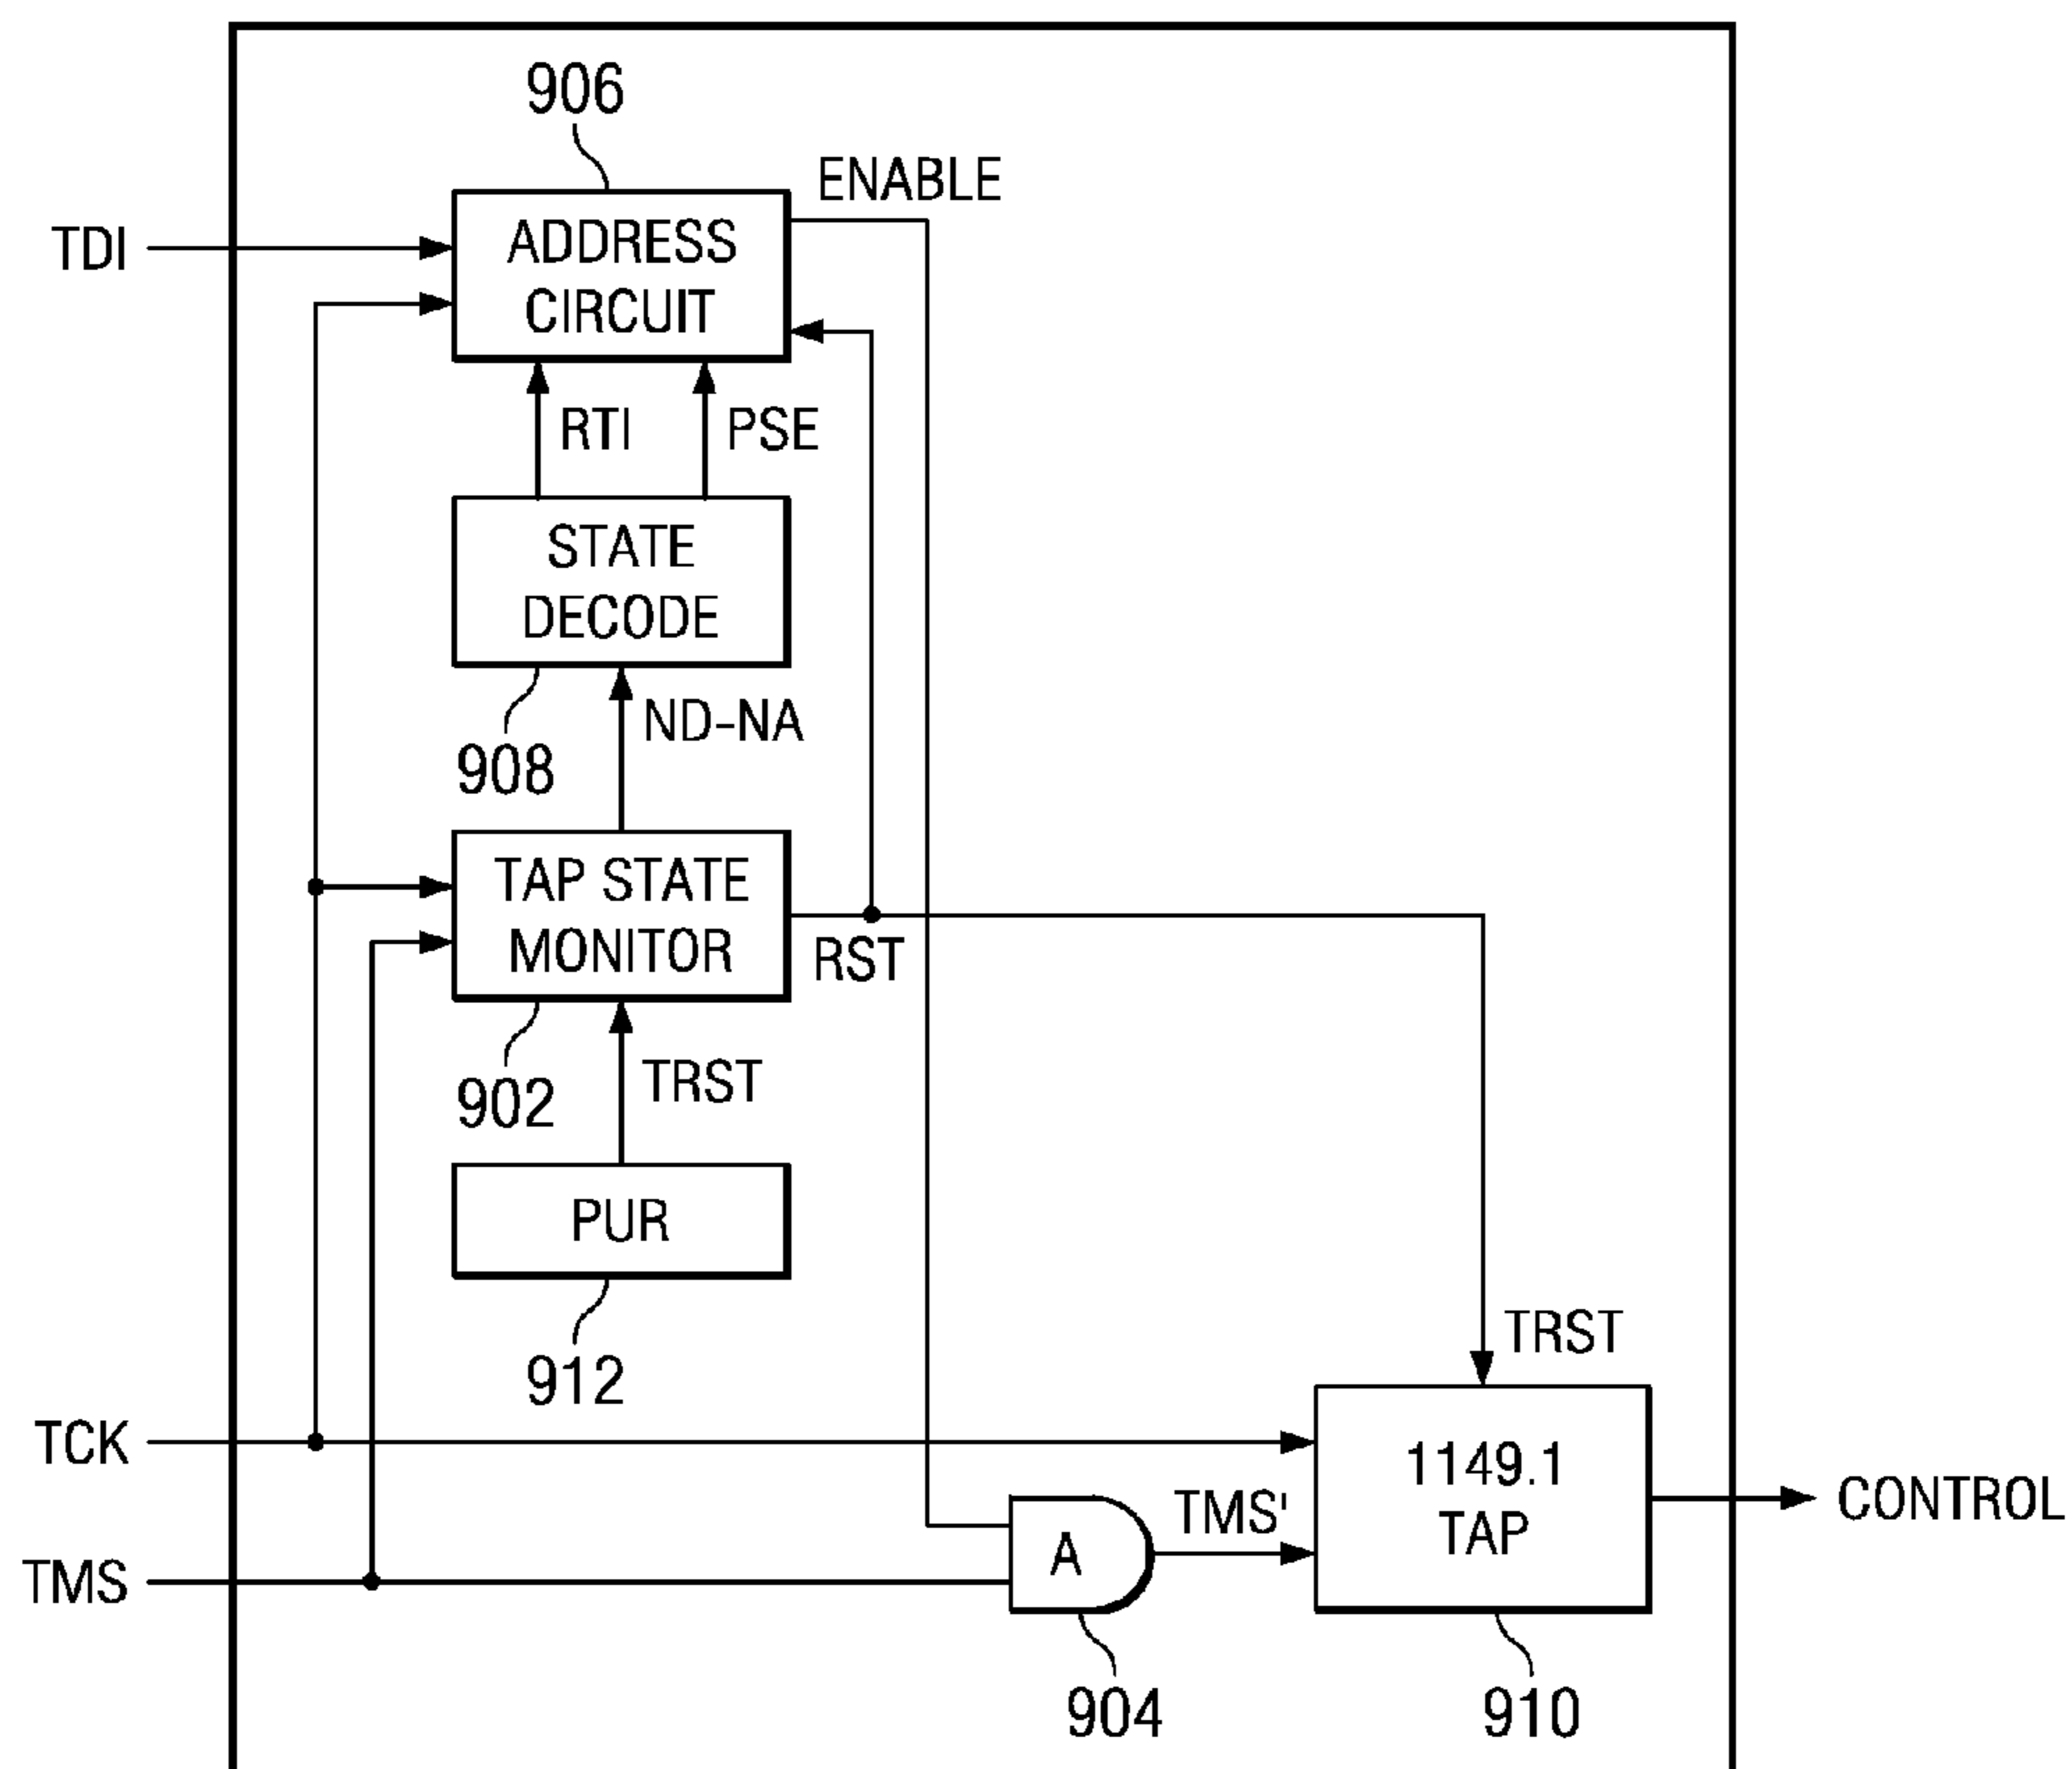 906
ENABLE
TDI
ADDRESS
CIRCUIT
RTI
PSE
STATE
DECODE
ND-NA
908
TAP STATE
MONITOR
RST
902
TRST
PUR
912
TRST
TCK
1149.1
TAP
TMS'
CONTROL
A
TMS
904
910